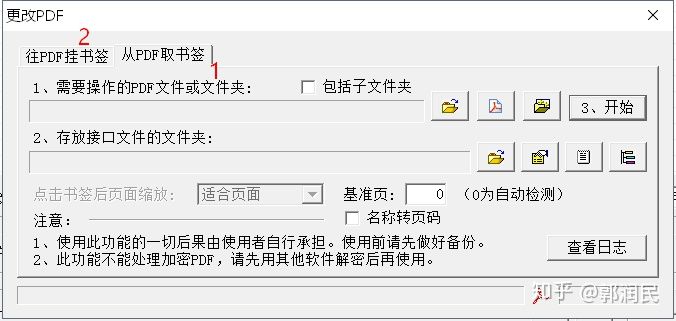 更改PDF
2
往PDF挂书签 从PDF取书签
1
1、需要操作的PDF文件或文件夹: 包括子文件夹
3、开始
2、存放接口文件的文件夹:
点击书签后页面缩放: 适合页面 基准页: 0 (0为自动检测)
注意: 名称转页码
1、使用此功能的一切后果由使用者自行承担。使用前请先做好备份。
2、此功能不能处理加密PDF,请先用其他软件解密后再使用。
查看日志
知乎 @郭润民